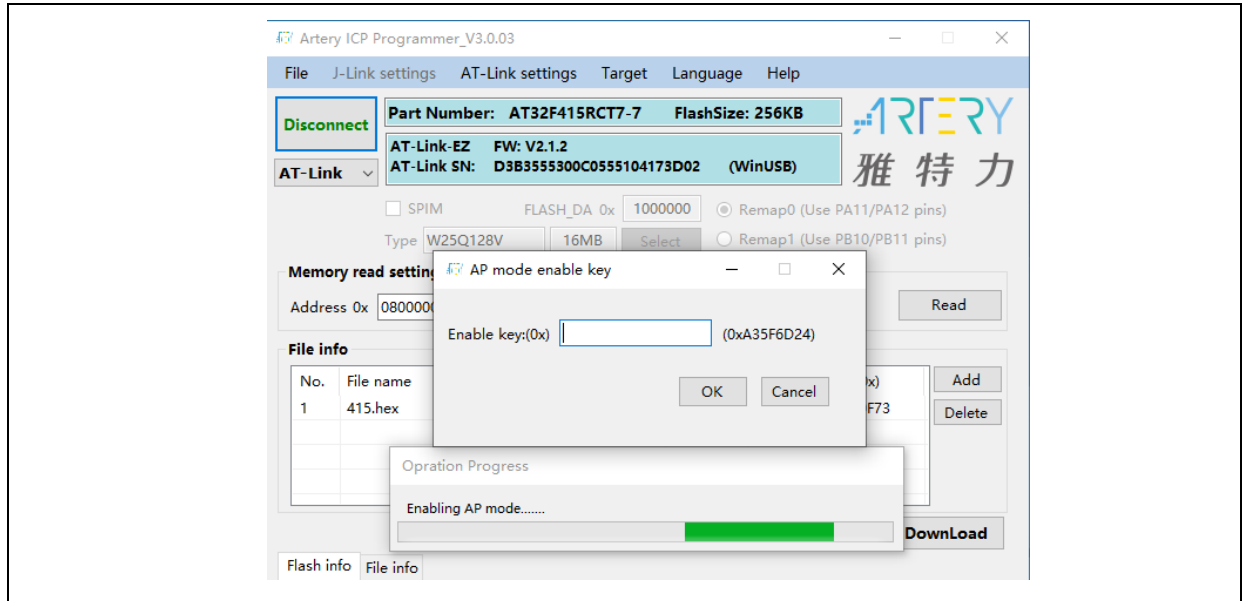 Artery ICP Programmer_V3.0.03
File J-Link settings AT-Link settings Target Language Help
Disconnect
Part Number: AT32F415RCT7-7 FlashSize: 256KB
ARTERY
雅特力
AT-Link-EZ FW: V2.1.2
AT-Link SN: D3B3555300C0555104173D02 (WinUSB)
AT-Link
SPIM FLASH_DA 0x 1000000 Remap0 (Use PA11/PA12 pins)
Type W25Q128V 16MB Select Remap1 (Use PB10/PB11 pins)
Memory read
AP mode enable key
Address 0x Read
Enable key:(0x) (0xA35F6D24)
File info
No. File name x) Add
OK Cancel
1 415.hex F73 Delete
Opration Progress
Enabling AP mode.......
DownLoad
Flash info File info